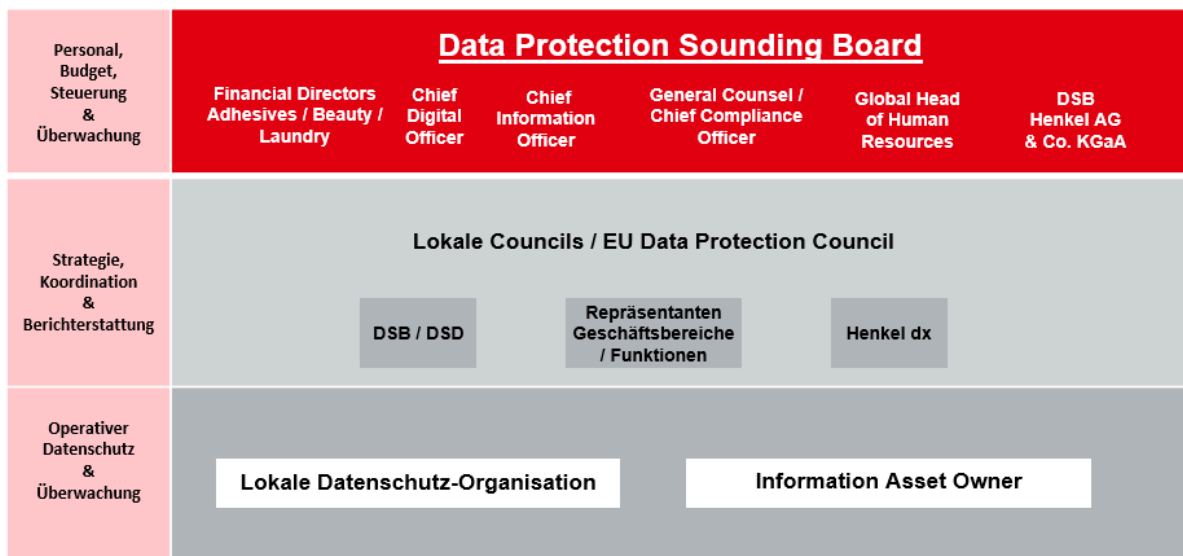 Personal,
Budget,
Steuerung
&
Überwachung
Data Protection Sounding Board
Financial Directors
Adhesives / Beauty /
Laundry
Chief
Digital
Officer
Chief
Information
Officer
General Counsel /
Chief Compliance
Officer
Global Head
of Human
Resources
DSB
Henkel AG
& Co. KGaA
Strategie,
Koordination
&
Berichterstattung
Lokale Councils / EU Data Protection Council
DSB / DSD
Repräsentanten
Geschäftsbereiche
/ Funktionen
Henkel dx
Operativer
Datenschutz
&
Überwachung
Lokale Datenschutz-Organisation
Information Asset Owner